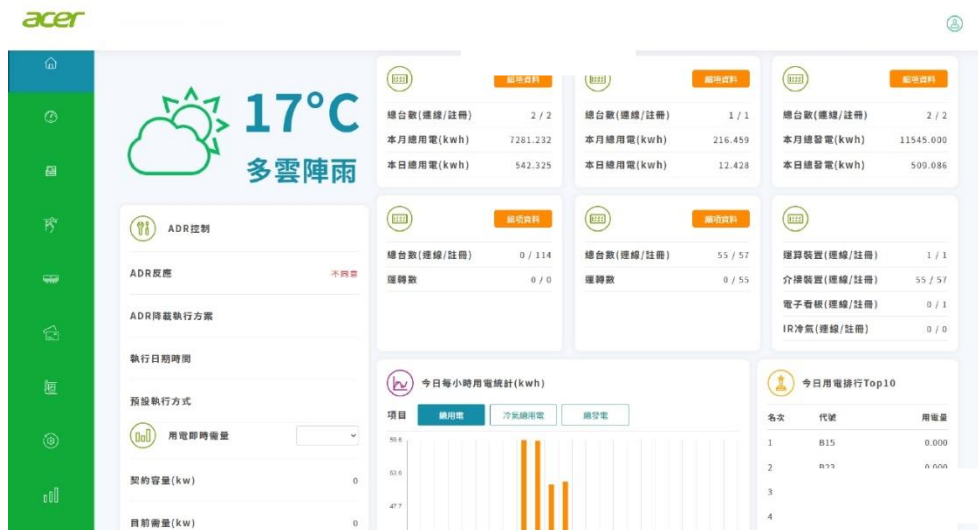 acer
17°C
多雲陣雨
細項資料
總台數(連線/註冊) 2 / 2
本月總用電(kwh) 7281.232
本日總用電(kwh) 542.325
細項資料
總台數(連線/註冊) 1 / 1
本月總用電(kwh) 216.459
本日總用電(kwh) 12.428
細項資料
總台數(連線/註冊) 2 / 2
本月總發電(kwh) 11545.000
本日總發電(kwh) 509.086
ADR控制
ADR反應 不同意
ADR降載執行方案
執行日期時間
預設執行方式
用電即時需量
契約容量(kw) 0
目前需量(kw) 0
細項資料
總台數(連線/註冊) 0 / 114
運轉數 0 / 0
細項資料
總台數(連線/註冊) 55 / 57
運轉數 0 / 55
運算裝置(連線/註冊) 1 / 1
介接裝置(連線/註冊) 55 / 57
電子看板(連線/註冊) 0 / 1
IR冷氣(連線/註冊) 0 / 0
今日每小時用電統計(kwh)
項目 總用電 冷氣總用電 總發電
59.6
53.6
47.7
今日用電排行Top10
名次 代號 用電量
1 B15 0.000
2 B23 0.000
3
4